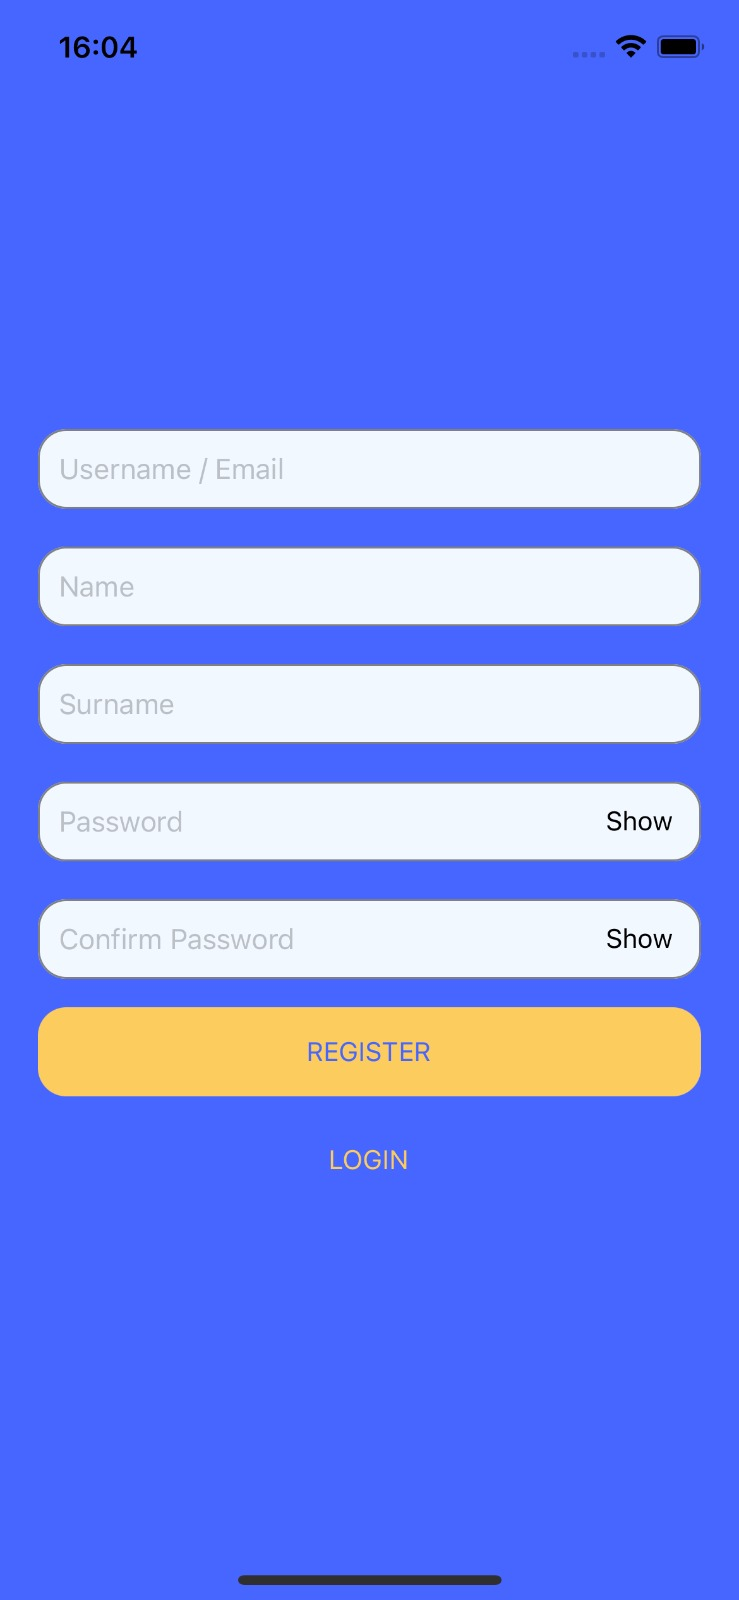 16:04
Username / Email
Name
Surname
Password Show
Confirm Password Show
REGISTER
LOGIN